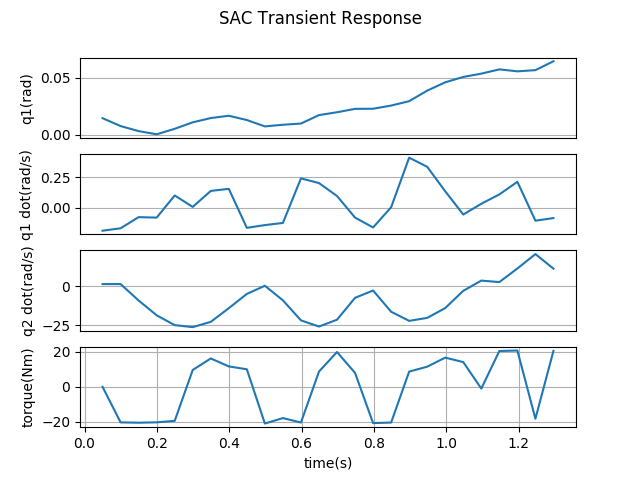 SAC Transient Response
q1(rad)
0.05
0.00
q1 dot(rad/s)
0.25
0.00
q2 dot(rad/s)
0
−25
torque(Nm)
20
0
−20
0.0 0.2 0.4 0.6 0.8 1.0 1.2
time(s)